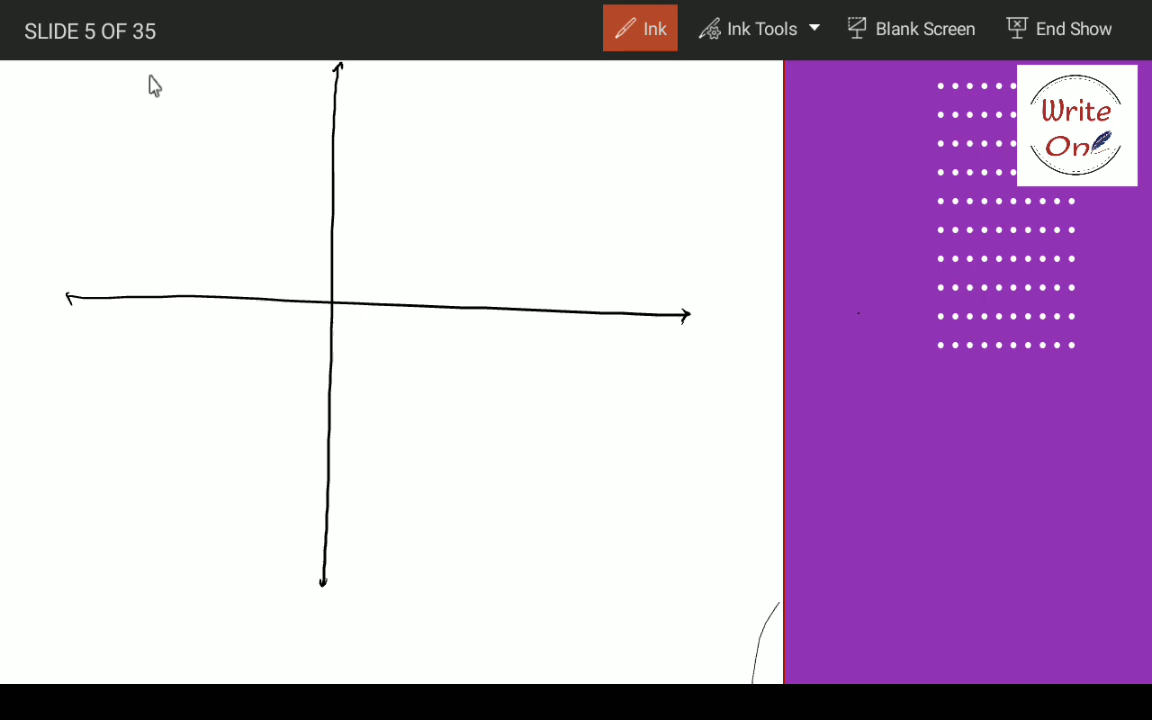 SLIDE 5 OF 35
Ink
Ink Tools
Blank Screen
End Show
Write
On